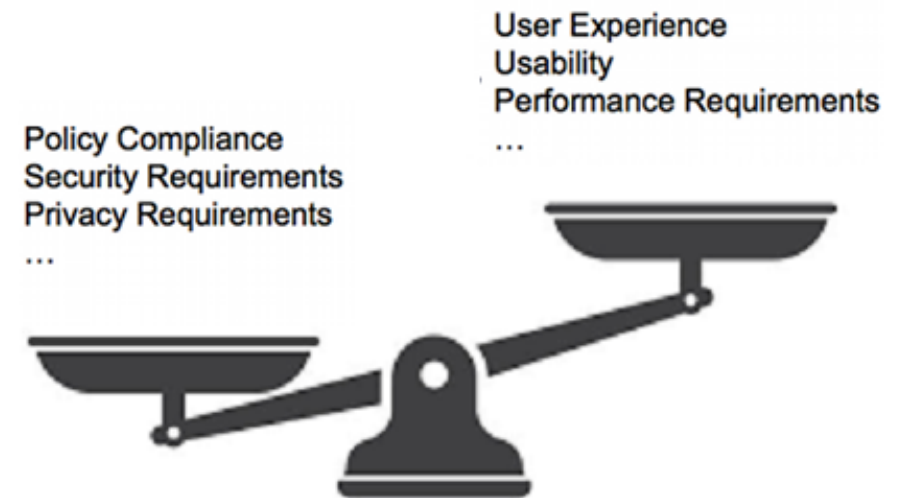 User Experience
Usability
Performance Requirements
...
Policy Compliance
Security Requirements
Privacy Requirements
...